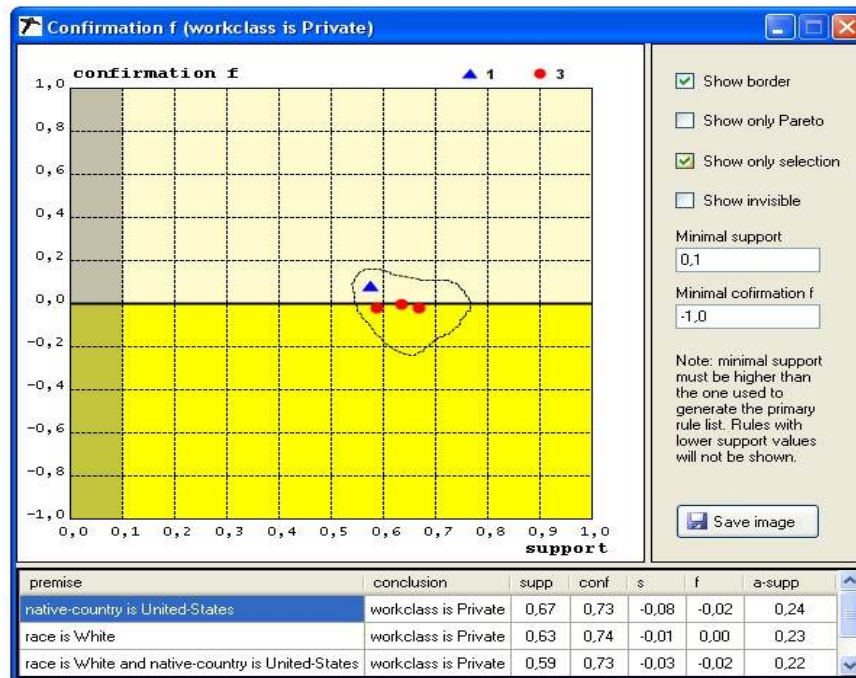 Confirmation f (workclass is Private)
confirmation f
1
3
1,0
0,8
0,6
0,4
0,2
0,0
-0,2
-0,4
-0,6
-0,8
-1,0
0,0 0,1 0,2 0,3 0,4 0,5 0,6 0,7 0,8 0,9 1,0
support
Show border
Show only Pareto
Show only selection
Show invisible
Minimal support
0,1
Minimal cofirmation f
-1,0
Note: minimal support
must be higher than
the one used to
generate the primary
rule list. Rules with
lower support values
will not be shown.
Save image
premise conclusion supp conf s f a-supp
native-country is United-States workclass is Private 0,67 0,73 -0,08 -0,02 0,24
race is White workclass is Private 0,63 0,74 -0,01 0,00 0,23
race is White and native-country is United-States workclass is Private 0,59 0,73 -0,03 -0,02 0,22